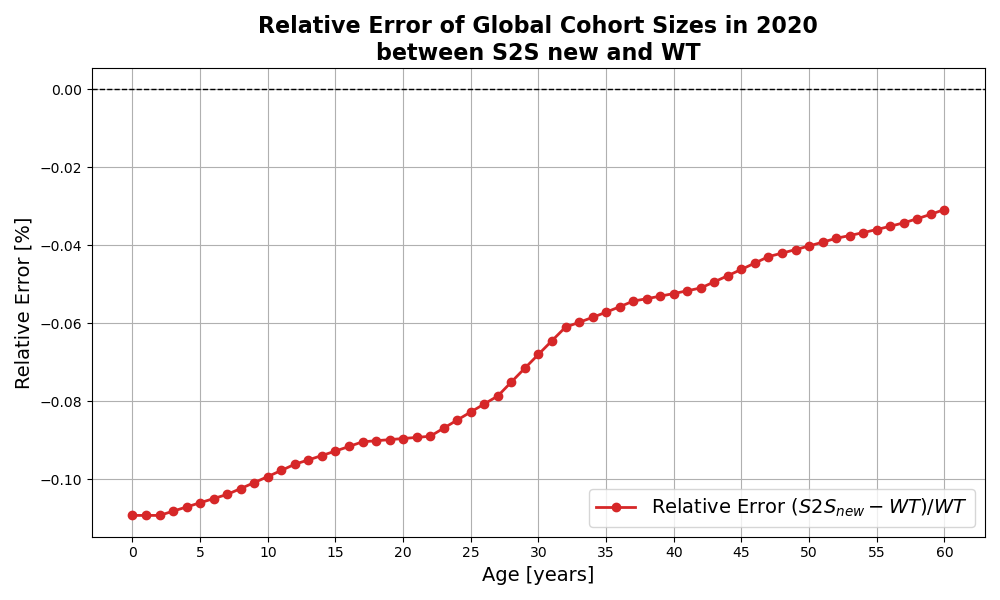 Relative Error of Global Cohort Sizes in 2020
between S2S new and WT
Relative Error [%]
0.00
−0.02
−0.04
−0.06
−0.08
−0.10
Relative Error (S2S_new − WT)/WT
0 5 10 15 20 25 30 35 40 45 50 55 60
Age [years]